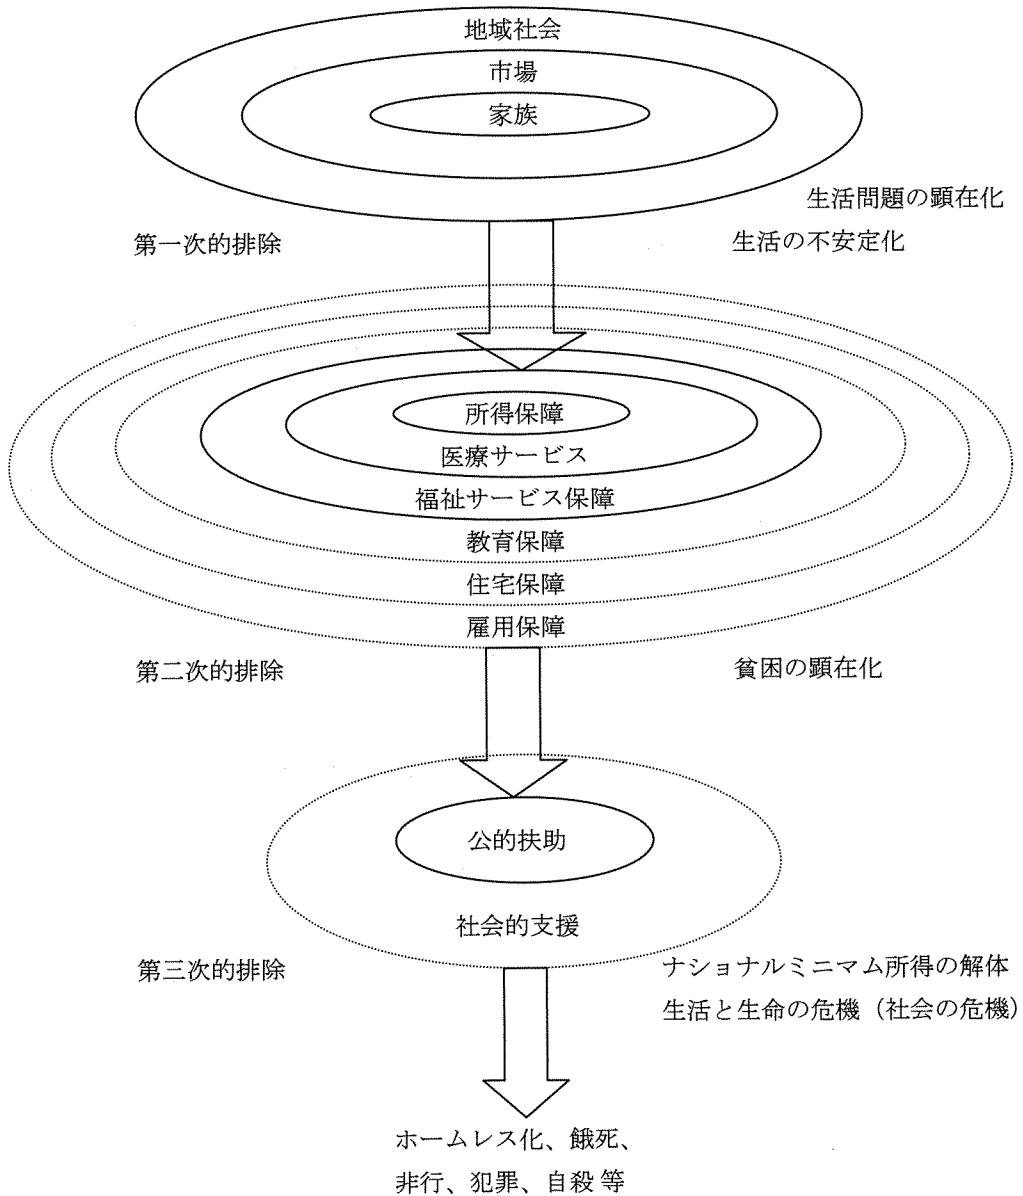 地域社会
市場
家族
生活問題の顕在化
第一次的排除
生活の不安定化
所得保障
医療サービス
福祉サービス保障
教育保障
住宅保障
雇用保障
第二次的排除
貧困の顕在化
公的扶助
社会的支援
第三次的排除
ナショナルミニマム所得の解体
生活と生命の危機（社会の危機）
ホームレス化、餓死、
非行、犯罪、自殺 等